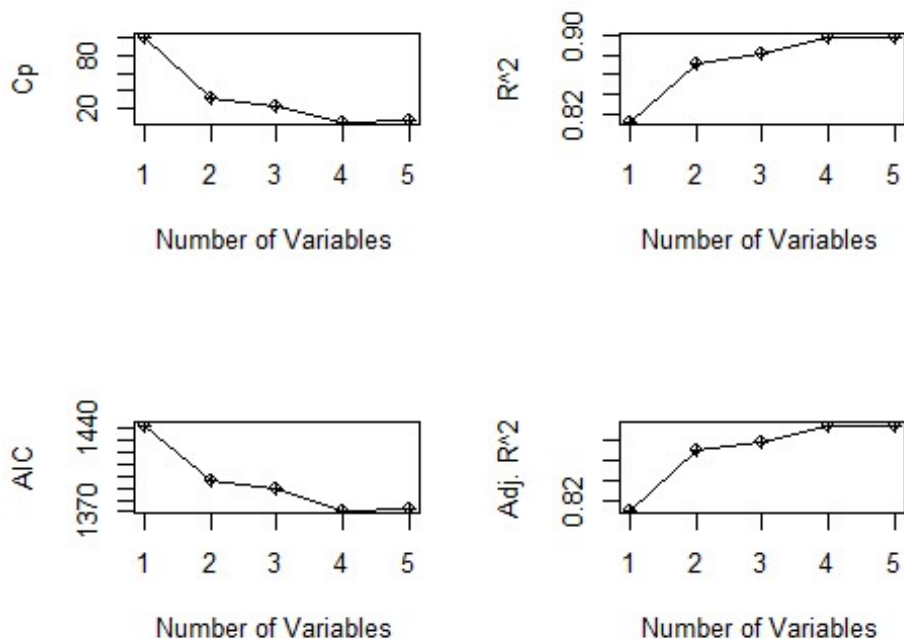 Cp
80
20
1 2 3 4 5
Number of Variables
R^2
0.90
0.82
1 2 3 4 5
Number of Variables
AIC
1440
1370
1 2 3 4 5
Number of Variables
Adj. R^2
0.82
1 2 3 4 5
Number of Variables